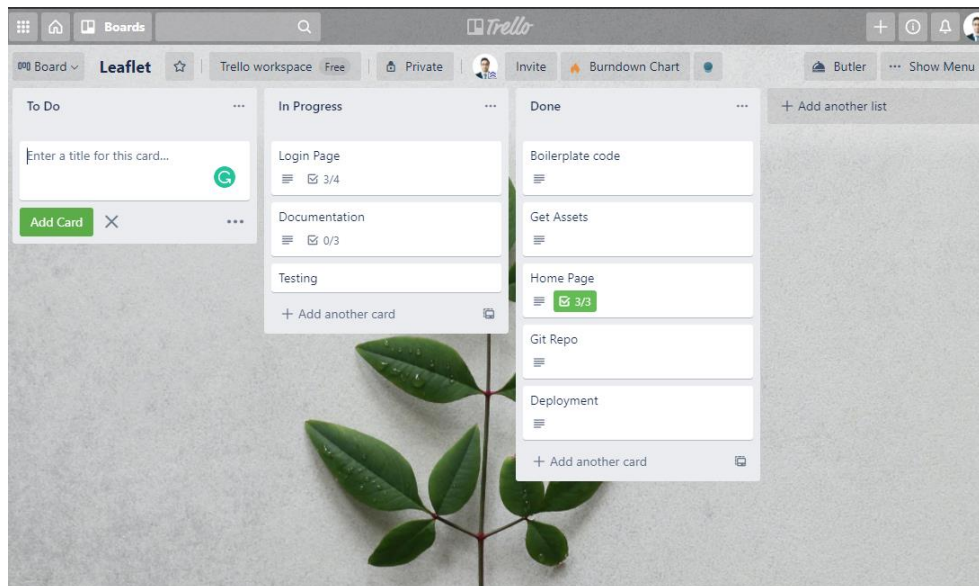 Boards
Trello
Board
Leaflet
Trello workspace Free
Private
Invite
Burndown Chart
Butler
... Show Menu
To Do
Enter a title for this card...
Add Card
In Progress
Login Page
3/4
Documentation
0/3
Testing
+ Add another card
Done
Boilerplate code
Get Assets
Home Page
3/3
Git Repo
Deployment
+ Add another card
+ Add another list